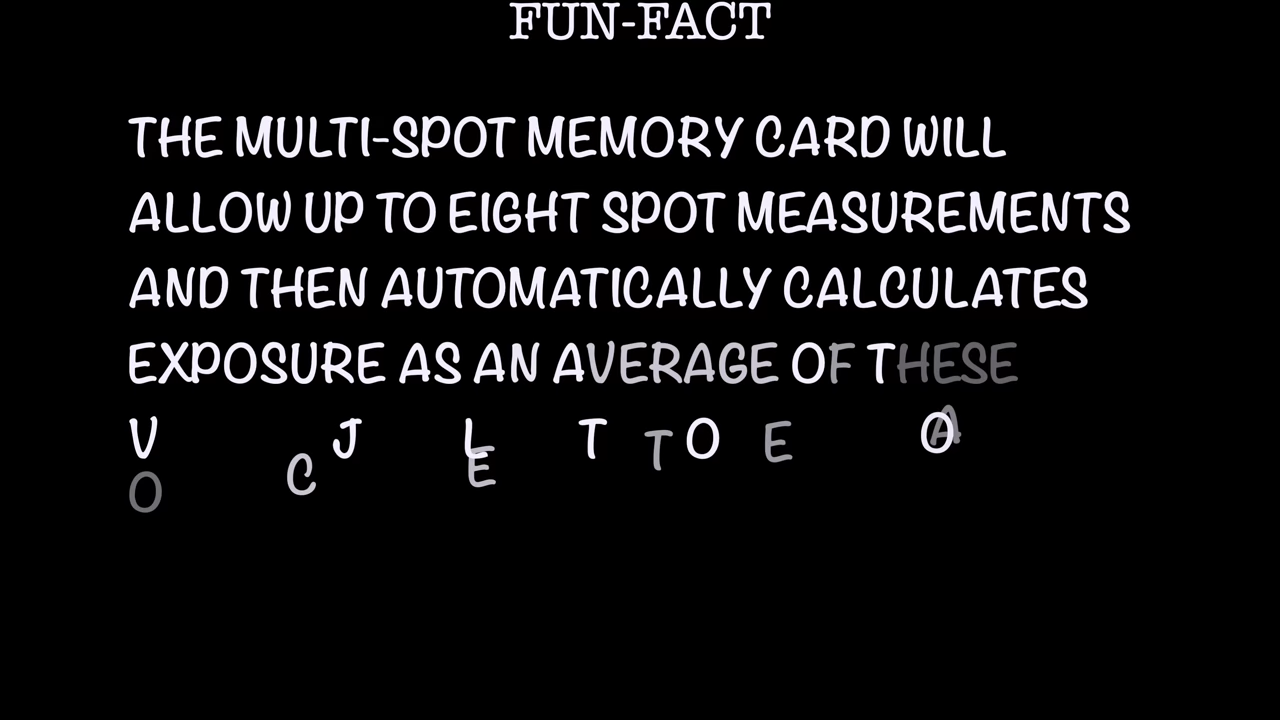 FUN-FACT
THE MULTI-SPOT MEMORY CARD WILL
ALLOW UP TO EIGHT SPOT MEASUREMENTS
AND THEN AUTOMATICALLY CALCULATES
EXPOSURE AS AN AVERAGE OF THESE